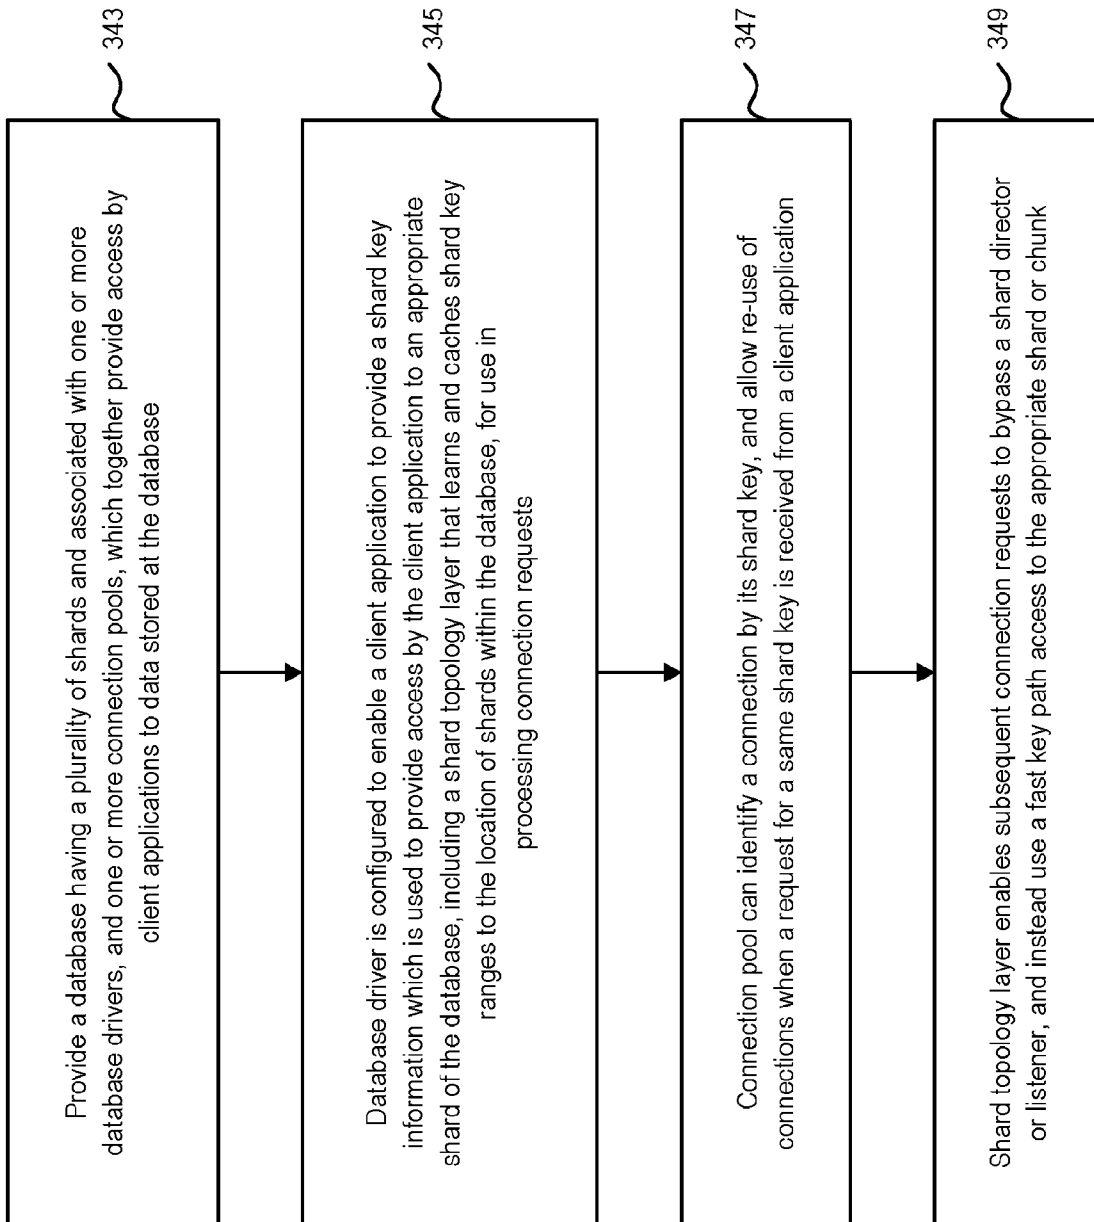 Provide a database having a plurality of shards and associated with one or more
database drivers, and one or more connection pools, which together provide access by
client applications to data stored at the database
343
Database driver is configured to enable a client application to provide a shard key
information which is used to provide access by the client application to an appropriate
shard of the database, including a shard topology layer that learns and caches shard key
ranges to the location of shards within the database, for use in
processing connection requests
345
Connection pool can identify a connection by its shard key, and allow re-use of
connections when a request for a same shard key is received from a client application
347
Shard topology layer enables subsequent connection requests to bypass a shard director
or listener, and instead use a fast key path access to the appropriate shard or chunk
349